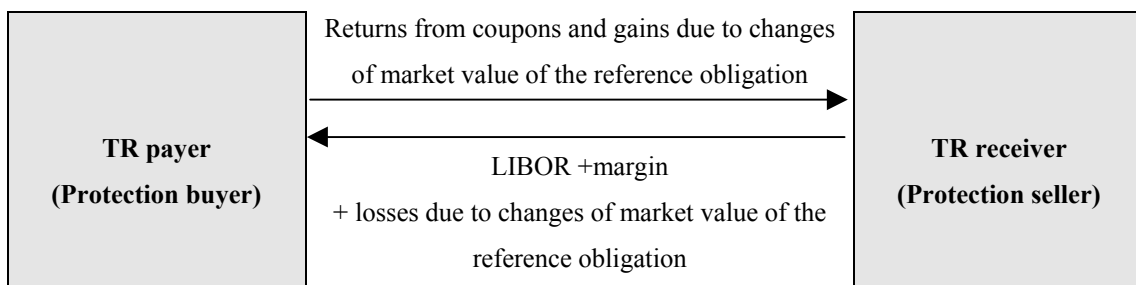 Returns from coupons and gains due to changes
of market value of the reference obligation
TR payer
(Protection buyer)
LIBOR +margin
+ losses due to changes of market value of the
reference obligation
TR receiver
(Protection seller)